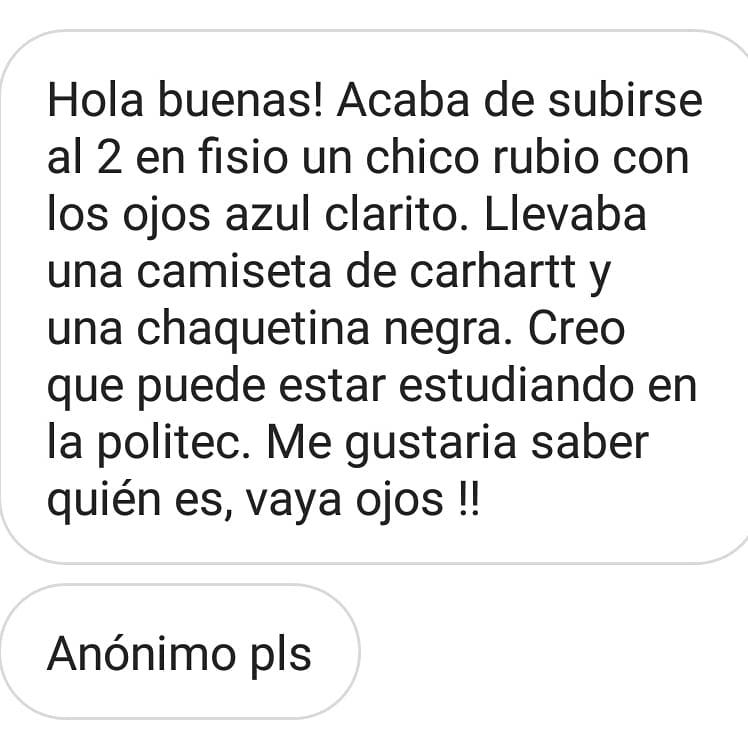 Hola buenas! Acaba de subirse
al 2 en fisio un chico rubio con
los ojos azul clarito. Llevaba
una camiseta de carhartt y
una chaquetina negra. Creo
que puede estar estudiando en
la politec. Me gustaria saber
quién es, vaya ojos !!
Anónimo pls